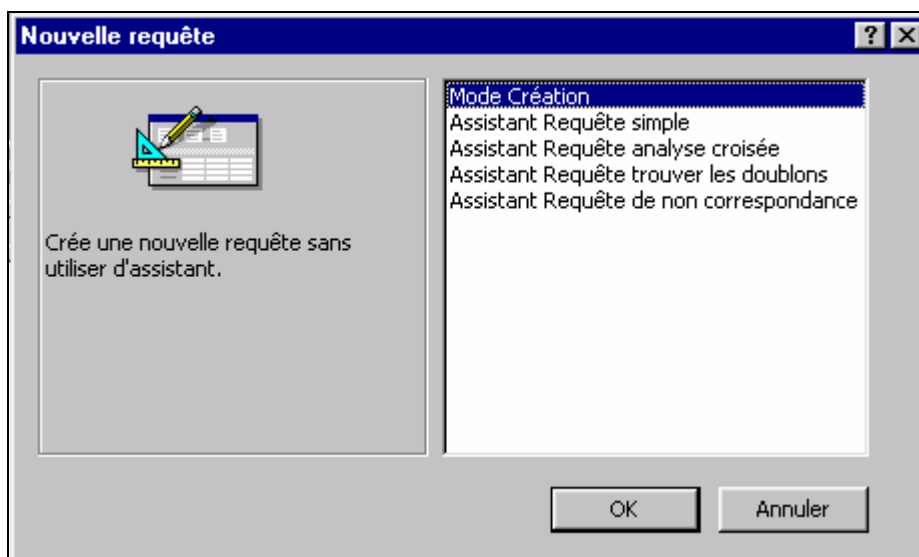 Nouvelle requête
Mode Création
Assistant Requête simple
Assistant Requête analyse croisée
Assistant Requête trouver les doublons
Assistant Requête de non correspondance
Crée une nouvelle requête sans
utiliser d'assistant.
OK
Annuler